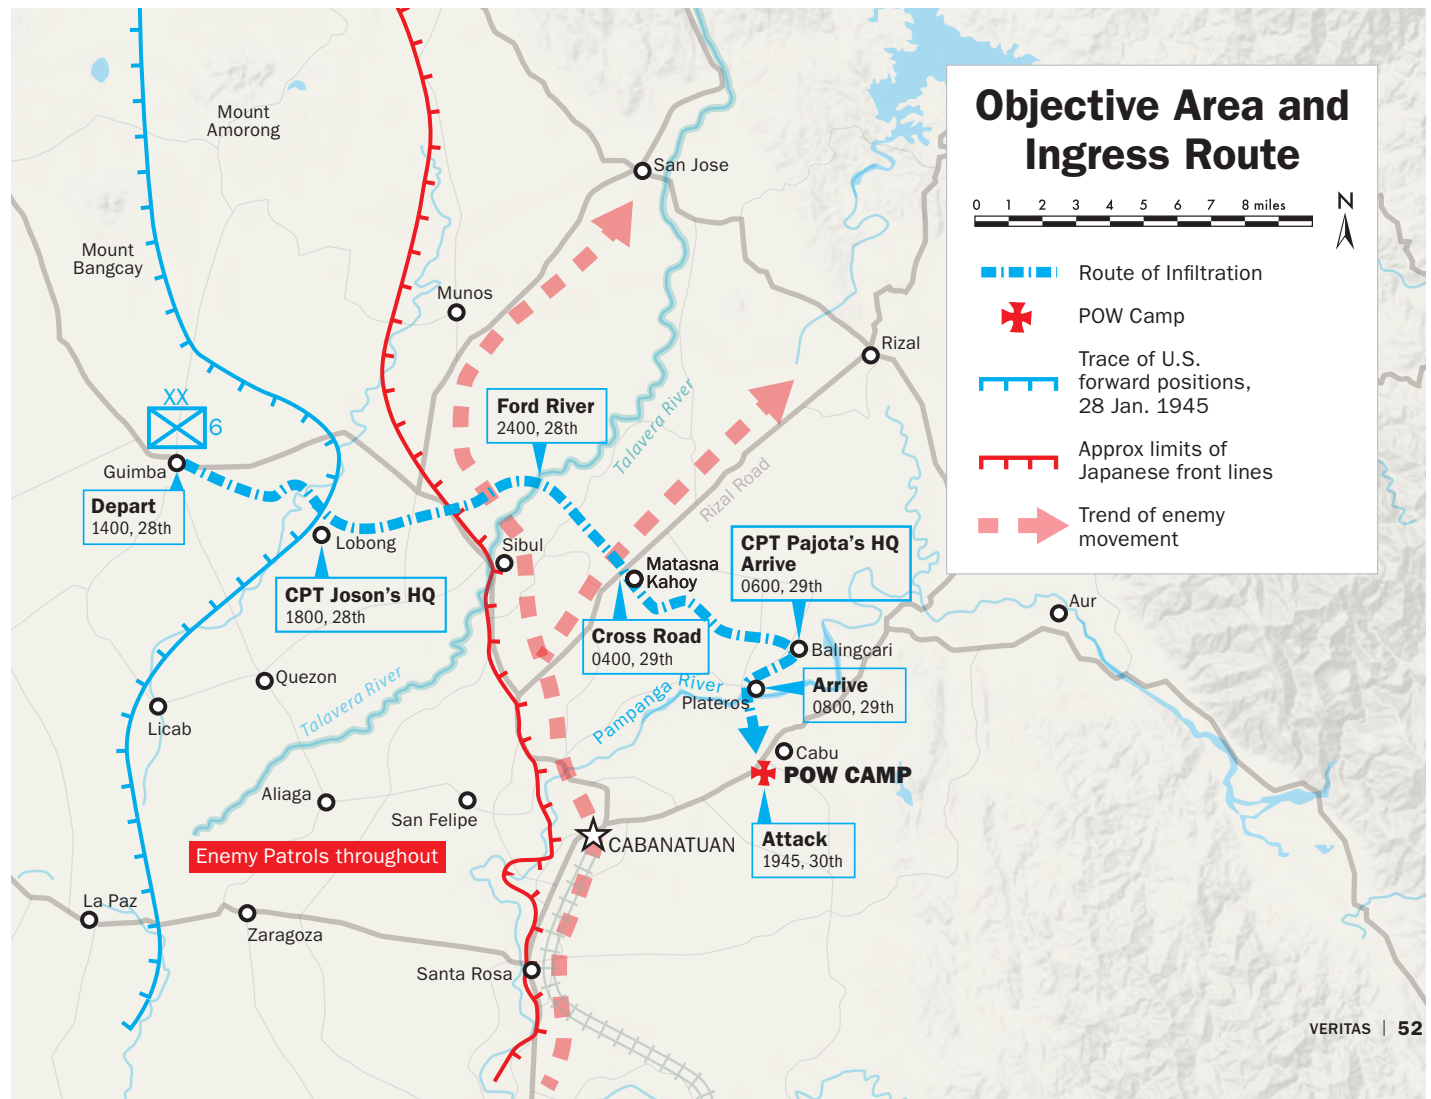 Objective Area and
Ingress Route
0 1 2 3 4 5 6 7 8 miles
N
Route of Infiltration
POW Camp
Trace of U.S.
forward positions,
28 Jan. 1945
Approx limits of
Japanese front lines
Trend of enemy
movement
Mount
Amorong
San Jose
Mount
Bangcay
Munos
Rizal
XX
6
Ford River
2400, 28th
Talavera River
Guimba
Rizal Road
Depart
1400, 28th
Lobong
Sibul
CPT Pajota's HQ
Arrive
0600, 29th
Matasna
Kahoy
CPT Joson's HQ
1800, 28th
Aur
Cross Road
0400, 29th
Balingcari
Quezon
Talavera River
Pampanga River
Plateros
Arrive
0800, 29th
Licab
Cabu
POW CAMP
Aliaga
San Felipe
Attack
1945, 30th
CABANATUAN
Enemy Patrols throughout
La Paz
Zaragoza
Santa Rosa
VERITAS | 52